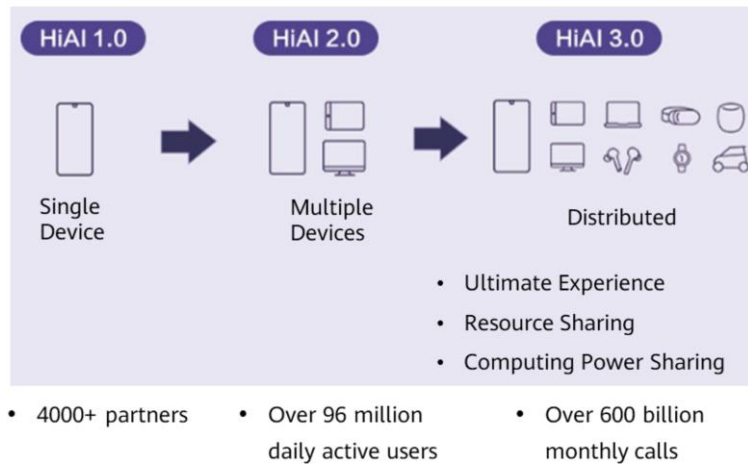 HiAI 1.0
HiAI 2.0
HiAI 3.0
Single
Device
Multiple
Devices
Distributed
• Ultimate Experience
• Resource Sharing
• Computing Power Sharing
• 4000+ partners
• Over 96 million
daily active users
• Over 600 billion
monthly calls